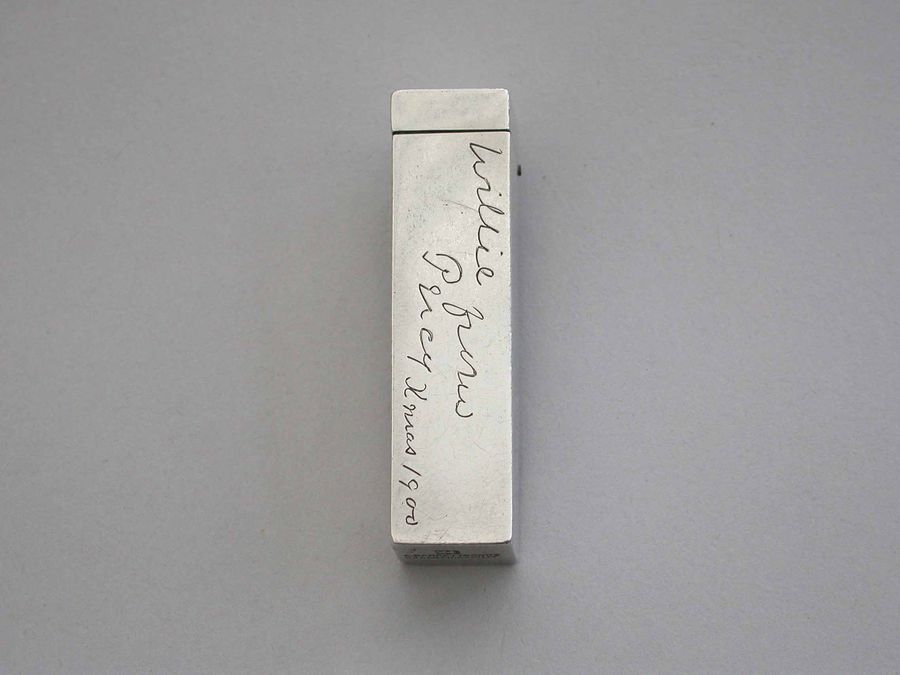 Willie
from
Percy
Xmas 1900